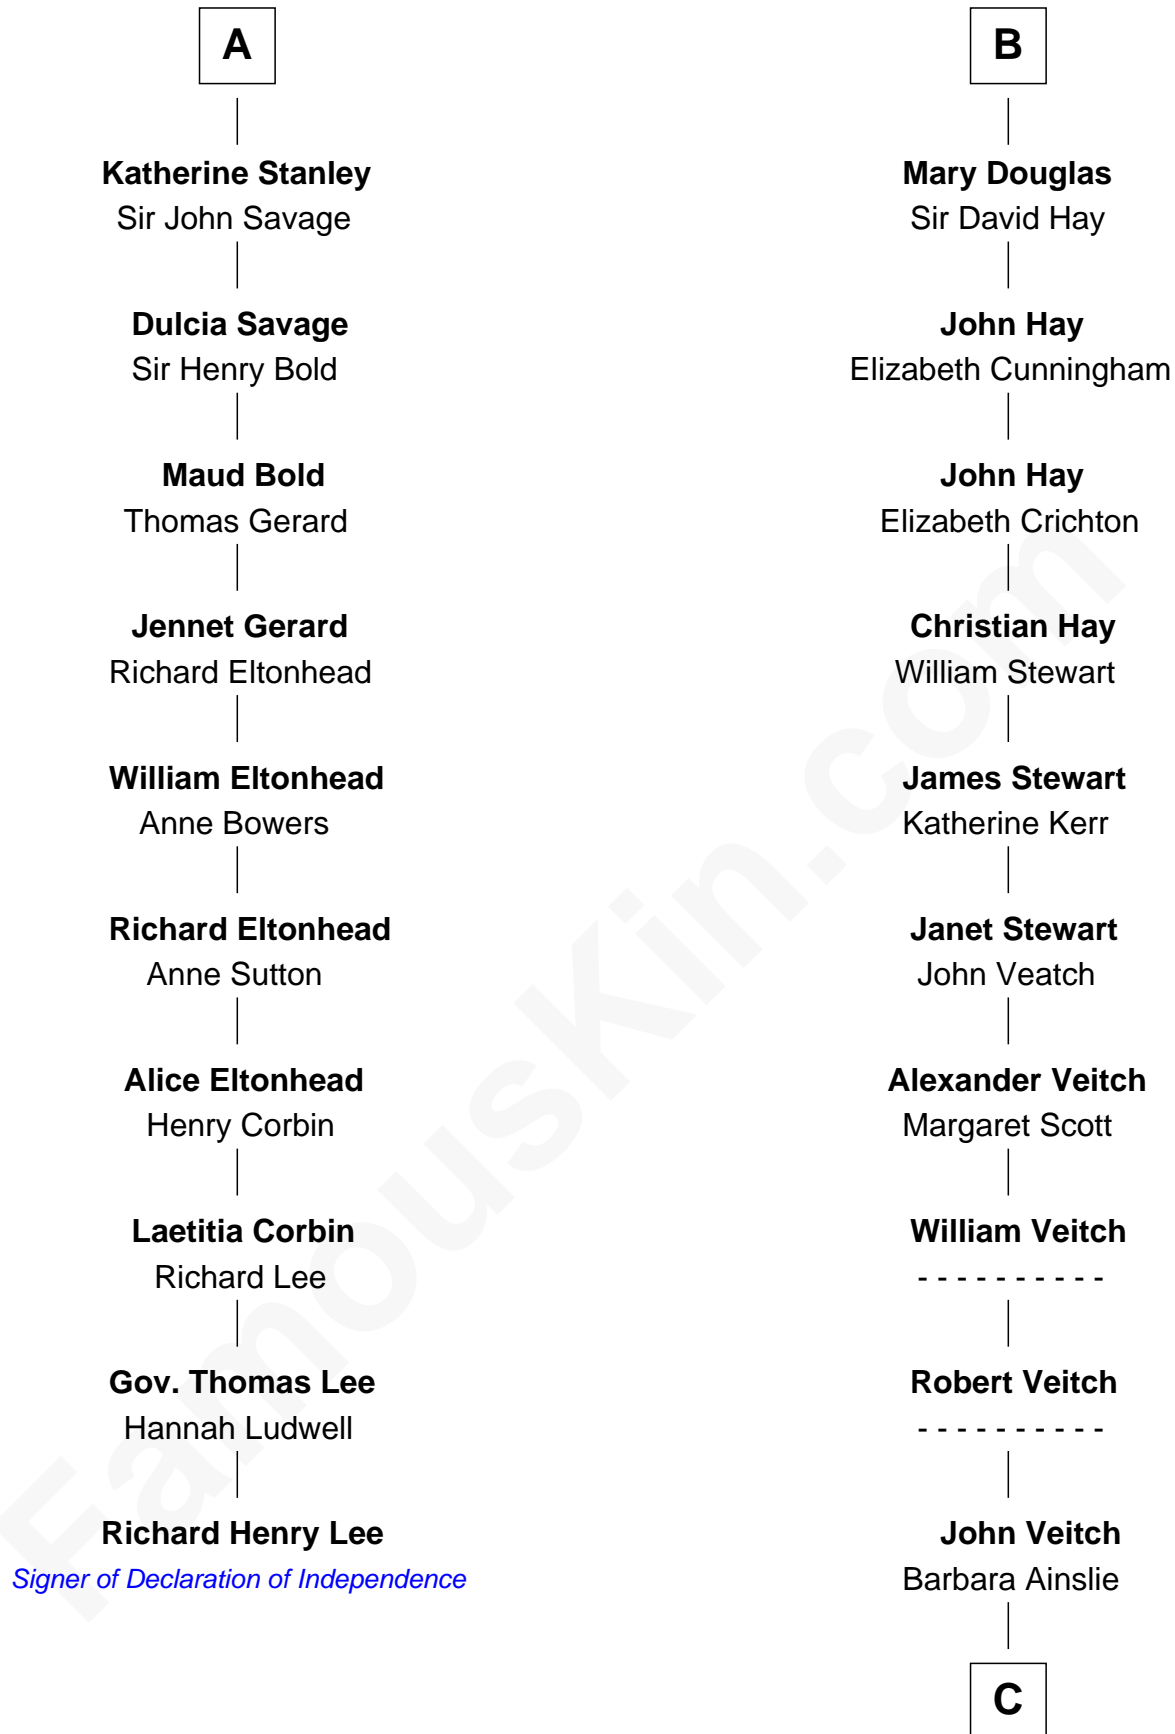 A
Katherine Stanley
Sir John Savage
Dulcia Savage
Sir Henry Bold
Maud Bold
Thomas Gerard
Jennet Gerard
Richard Eltonhead
William Eltonhead
Anne Bowers
Richard Eltonhead
Anne Sutton
Alice Eltonhead
Henry Corbin
Laetitia Corbin
Richard Lee
Gov. Thomas Lee
Hannah Ludwell
Richard Henry Lee
Signer of Declaration of Independence
B
Mary Douglas
Sir David Hay
John Hay
Elizabeth Cunningham
John Hay
Elizabeth Crichton
Christian Hay
William Stewart
James Stewart
Katherine Kerr
Janet Stewart
John Veatch
Alexander Veitch
Margaret Scott
William Veitch
- - - - - - - - - -
Robert Veitch
- - - - - - - - - -
John Veitch
Barbara Ainslie
C
FamousKin.com